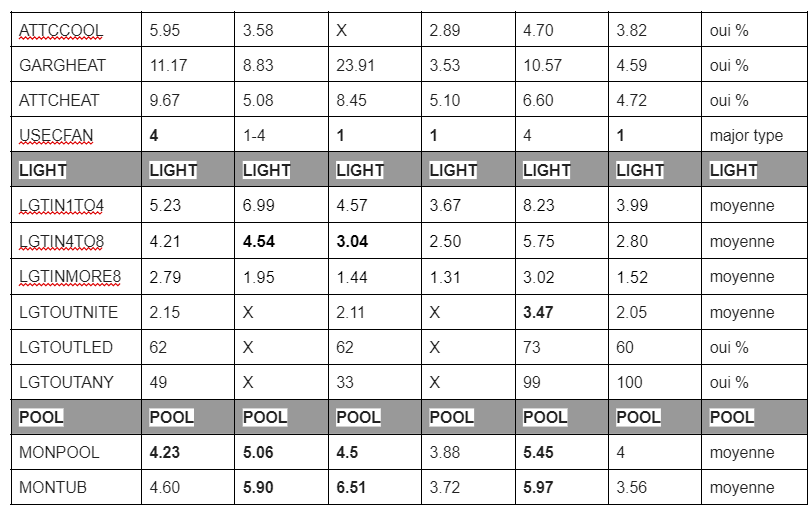 ATTCCOOL 5.95 3.58 X 2.89 4.70 3.82 oui %
GARGHEAT 11.17 8.83 23.91 3.53 10.57 4.59 oui %
ATTCHEAT 9.67 5.08 8.45 5.10 6.60 4.72 oui %
USECFAN 4 1-4 1 1 4 1 major type
LIGHT LIGHT LIGHT LIGHT LIGHT LIGHT LIGHT LIGHT
LGTIN1TO4 5.23 6.99 4.57 3.67 8.23 3.99 moyenne
LGTIN4TO8 4.21 4.54 3.04 2.50 5.75 2.80 moyenne
LGTINMORE8 2.79 1.95 1.44 1.31 3.02 1.52 moyenne
LGTOUTNITE 2.15 X 2.11 X 3.47 2.05 moyenne
LGTOUTLED 62 X 62 X 73 60 oui %
LGTOUTANY 49 X 33 X 99 100 oui %
POOL POOL POOL POOL POOL POOL POOL POOL
MONPOOL 4.23 5.06 4.5 3.88 5.45 4 moyenne
MONTUB 4.60 5.90 6.51 3.72 5.97 3.56 moyenne